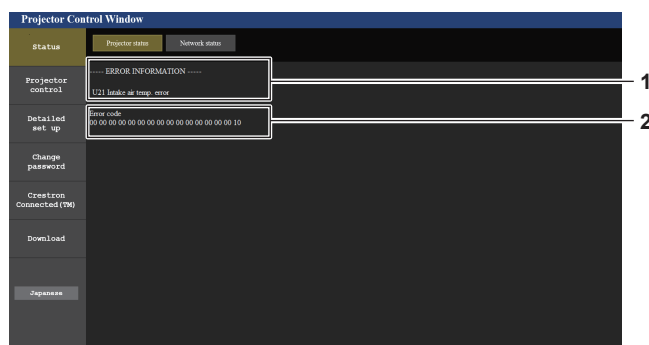 Projector Control Window
Status
Projector status
Network status
Projector control
Detailed set up
Change password
Crestron Connected(TM)
Download
Japanese
----- ERROR INFORMATION -----
U21 Intake air temp. error
Error code
00 00 00 00 00 00 00 00 00 00 00 00 00 00 00 10
1
2